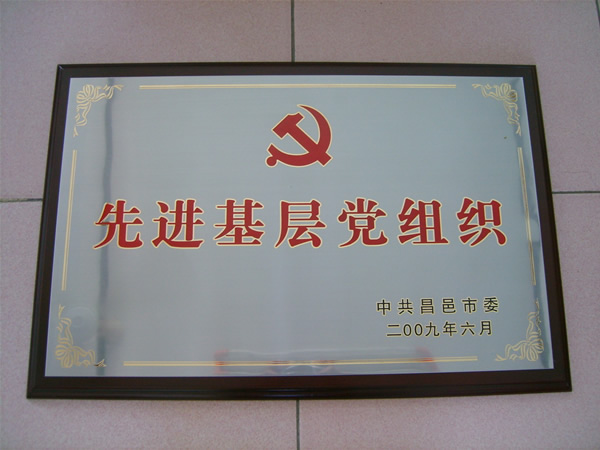 先进基层党组织
中共昌邑市委
二00九年六月